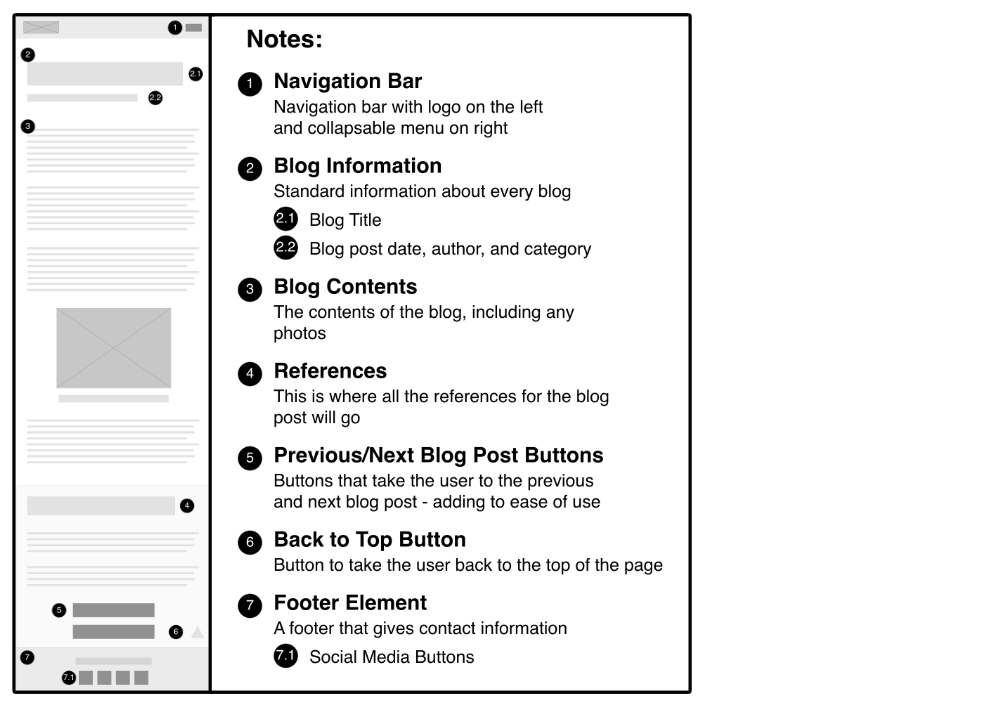 1
2
2.1
2.2
3
4
5
6
7
7.1
Notes:
1 Navigation Bar
Navigation bar with logo on the left
and collapsable menu on right
2 Blog Information
Standard information about every blog
2.1 Blog Title
2.2 Blog post date, author, and category
3 Blog Contents
The contents of the blog, including any
photos
4 References
This is where all the references for the blog
post will go
5 Previous/Next Blog Post Buttons
Buttons that take the user to the previous
and next blog post - adding to ease of use
6 Back to Top Button
Button to take the user back to the top of the page
7 Footer Element
A footer that gives contact information
7.1 Social Media Buttons